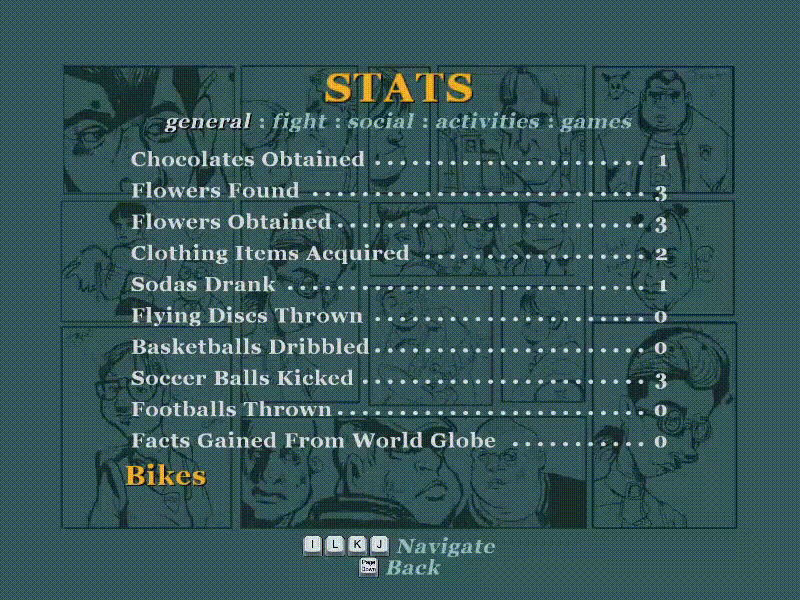 STATS
general : fight : social : activities : games
Chocolates Obtained . . . . . . . . . . . . . . . . . . . . . . 1
Flowers Found . . . . . . . . . . . . . . . . . . . . . . . . . . . 3
Flowers Obtained . . . . . . . . . . . . . . . . . . . . . . . . . 3
Clothing Items Acquired . . . . . . . . . . . . . . . . . . 2
Sodas Drank . . . . . . . . . . . . . . . . . . . . . . . . . . . . . 1
Flying Discs Thrown . . . . . . . . . . . . . . . . . . . . . . 0
Basketballs Dribbled . . . . . . . . . . . . . . . . . . . . . . 0
Soccer Balls Kicked . . . . . . . . . . . . . . . . . . . . . . . 3
Footballs Thrown . . . . . . . . . . . . . . . . . . . . . . . . . 0
Facts Gained From World Globe . . . . . . . . . . . 0
Bikes
I L K J Navigate
Page Down Back